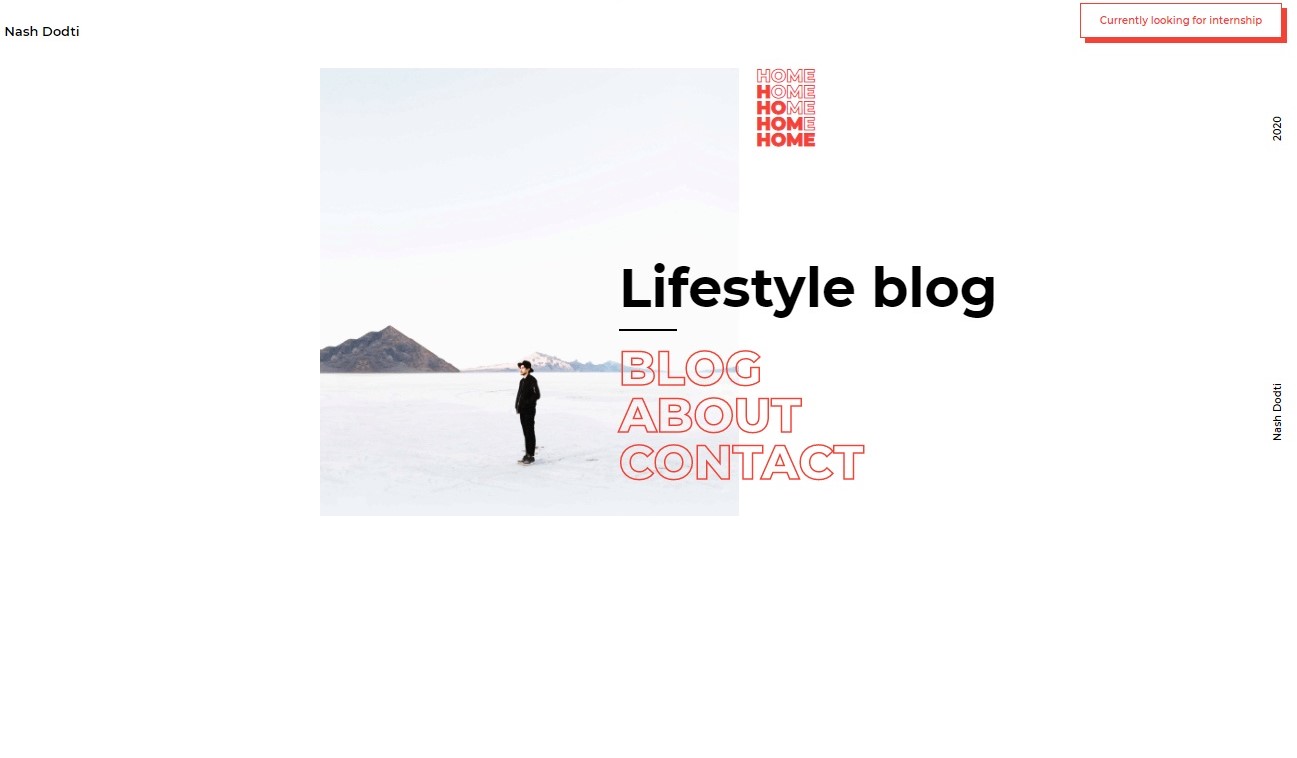 Nash Dodti
Currently looking for internship
HOME
HOME
HOME
HOME
HOME
2020
Lifestyle blog
BLOG
ABOUT
CONTACT
Nash Dodti